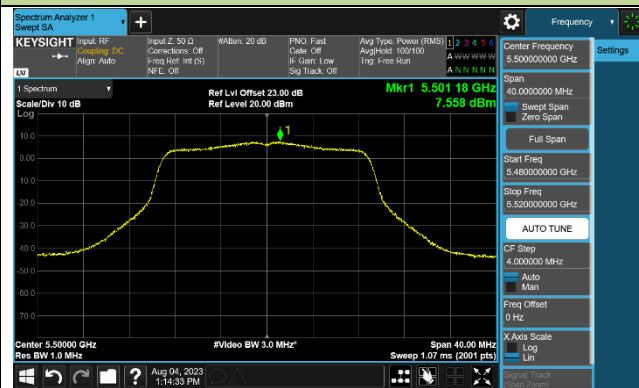 Spectrum Analyzer 1
Swept SA
Frequency
KEYSIGHT
Input: RF
Coupling: DC
Align: Auto
Input Z: 50 Ω
Corrections: Off
Freq Ref: Int (S)
NFE: Off
#Atten: 20 dB
PNO: Fast
Gate: Off
IF Gain: Low
Sig Track: Off
Avg Type: Power (RMS)
Avg|Hold: 100/100
Trig: Free Run
1 2 3 4 5 6
A W W W W W
A N N N N N
LXI
1 Spectrum
Scale/Div 10 dB
Log
Ref Lvl Offset 23.00 dB
Ref Level 20.00 dBm
Mkr1 5.501 18 GHz
7.558 dBm
1
10.0
0.00
-10.0
-20.0
-30.0
-40.0
-50.0
-60.0
-70.0
Center 5.50000 GHz
Res BW 1.0 MHz
#Video BW 3.0 MHz*
Span 40.00 MHz
Sweep 1.07 ms (2001 pts)
Aug 04, 2023
1:14:33 PM
Center Frequency
5.500000000 GHz
Settings
Span
40.0000000 MHz
Swept Span
Zero Span
Full Span
Start Freq
5.480000000 GHz
Stop Freq
5.520000000 GHz
AUTO TUNE
CF Step
4.000000 MHz
Auto
Man
Freq Offset
0 Hz
X Axis Scale
Log
Lin
Signal Track
(Span Zoom)